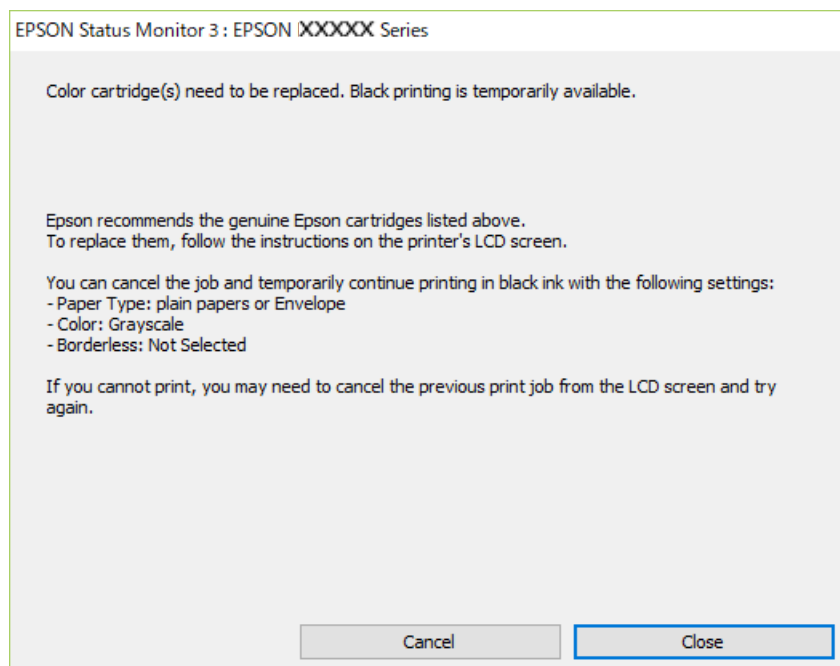 EPSON Status Monitor 3 : EPSON XXXXX Series
Color cartridge(s) need to be replaced. Black printing is temporarily available.
Epson recommends the genuine Epson cartridges listed above.
To replace them, follow the instructions on the printer's LCD screen.
You can cancel the job and temporarily continue printing in black ink with the following settings:
- Paper Type: plain papers or Envelope
- Color: Grayscale
- Borderless: Not Selected
If you cannot print, you may need to cancel the previous print job from the LCD screen and try
again.
Cancel
Close